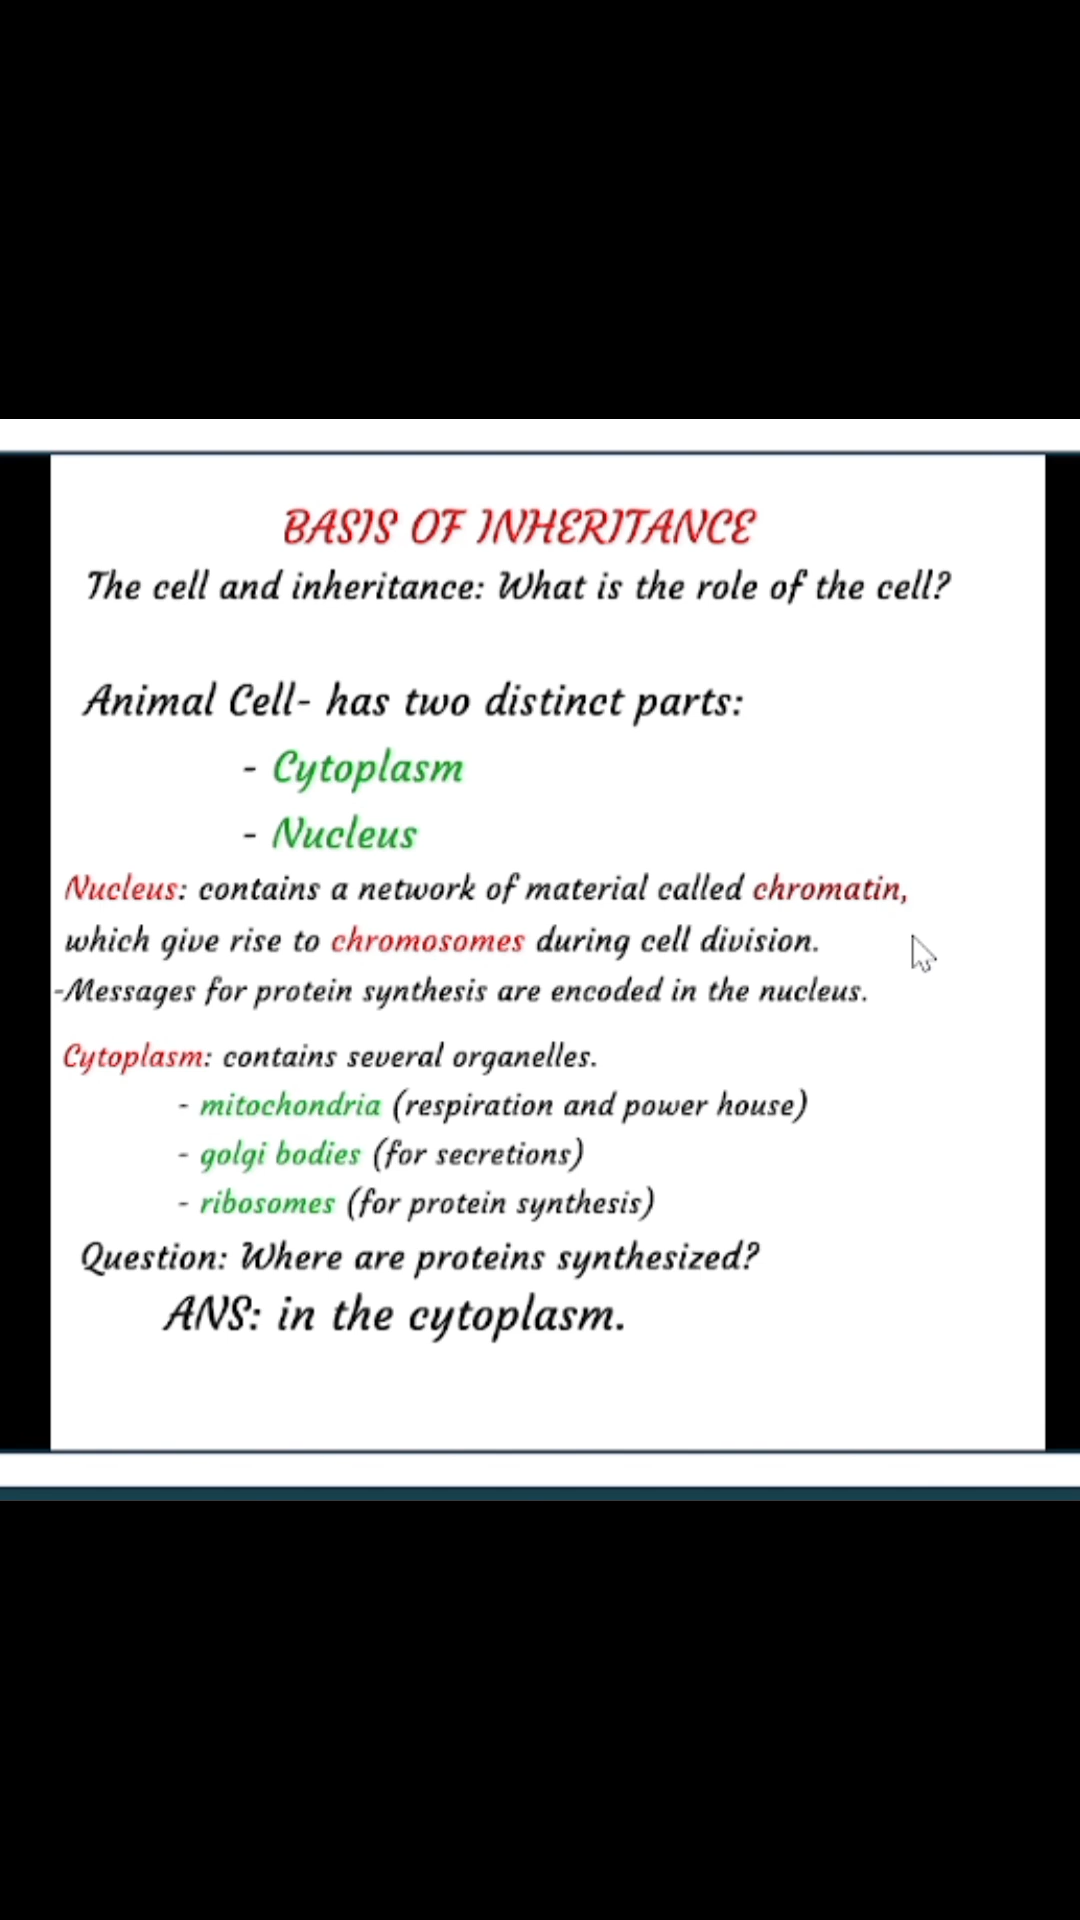 BASIS OF INHERITANCE
The cell and inheritance: What is the role of the cell?
Animal Cell- has two distinct parts:
- Cytoplasm
- Nucleus
Nucleus: contains a network of material called chromatin,
which give rise to chromosomes during cell division.
-Messages for protein synthesis are encoded in the nucleus.
Cytoplasm: contains several organelles.
- mitochondria (respiration and power house)
- golgi bodies (for secretions)
- ribosomes (for protein synthesis)
Question: Where are proteins synthesized?
ANS: in the cytoplasm.